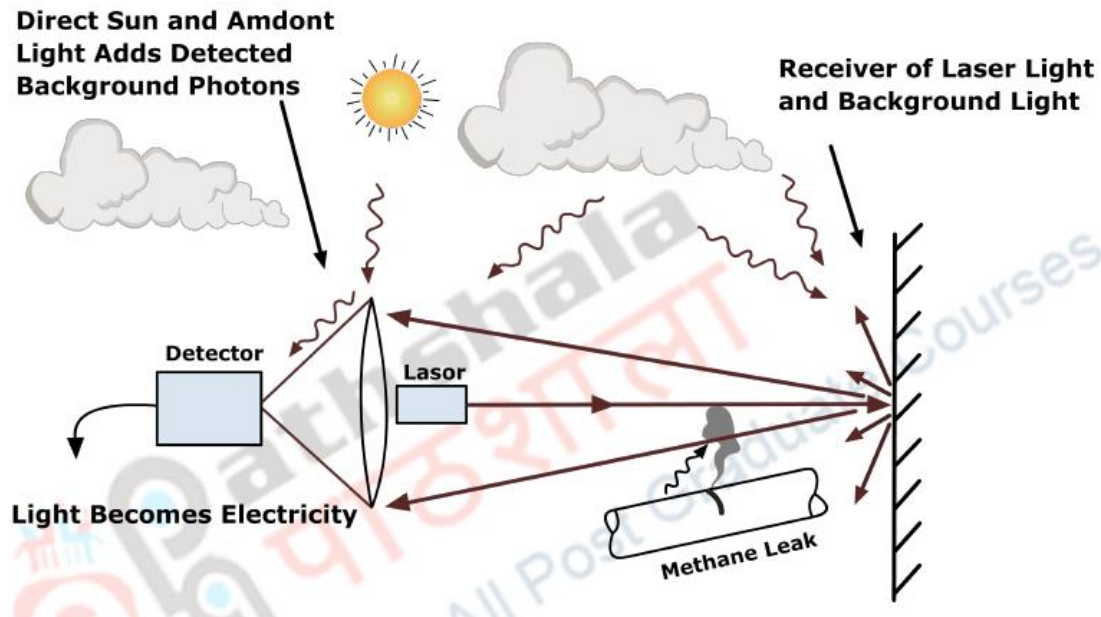 Direct Sun and Amdont
Light Adds Detected
Background Photons
Receiver of Laser Light
and Background Light
Detector
Lasor
Light Becomes Electricity
Methane Leak
Pathshala
पाठशाला
All Post Graduate Courses